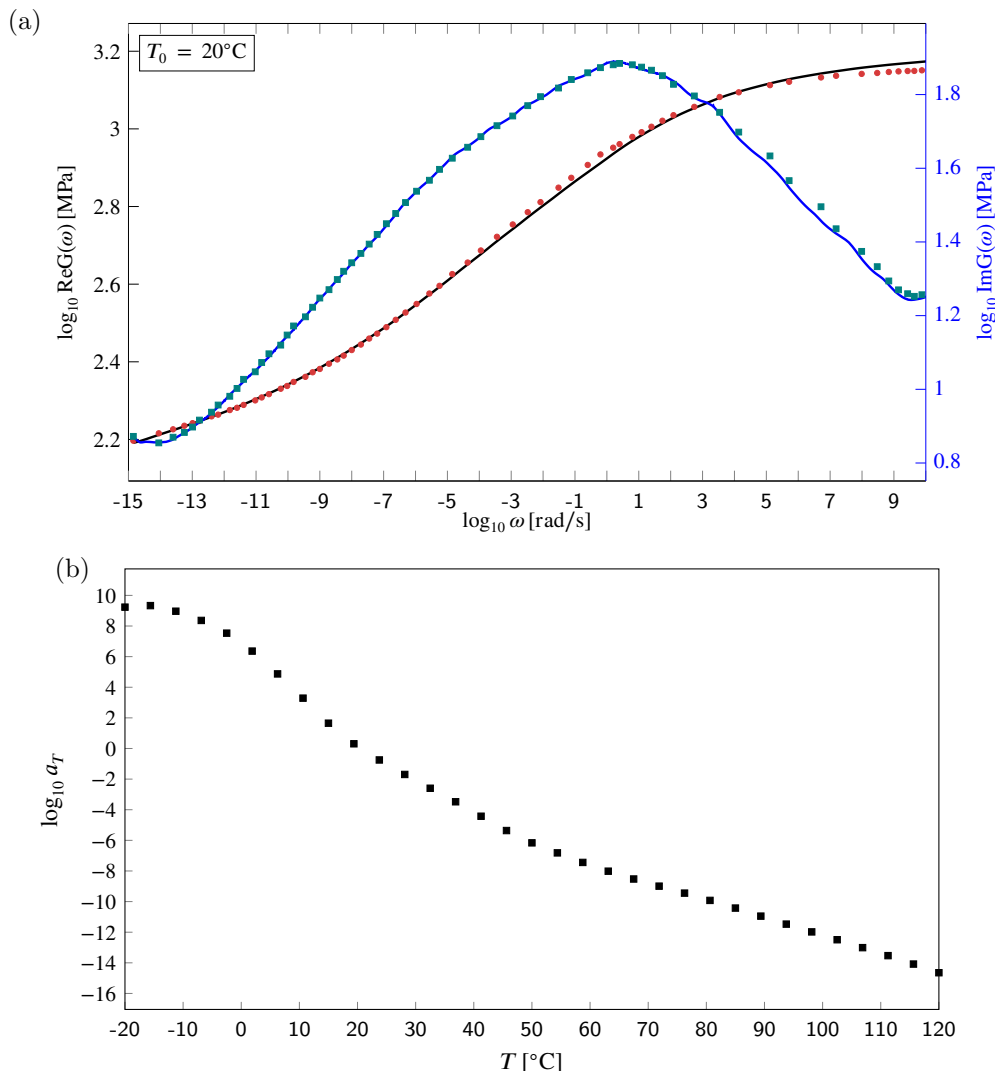 (a)
T₀ = 20°C
3.2
3
2.8
2.6
2.4
2.2
log₁₀ ReG(ω) [MPa]
1.8
1.6
1.4
1.2
1
0.8
log₁₀ ImG(ω) [MPa]
-15 -13 -11 -9 -7 -5 -3 -1 1 3 5 7 9
log₁₀ ω [rad/s]
(b)
10
8
6
4
2
0
−2
−4
−6
−8
−10
−12
−14
−16
log₁₀ a_T
-20 -10 0 10 20 30 40 50 60 70 80 90 100 110 120
T [°C]